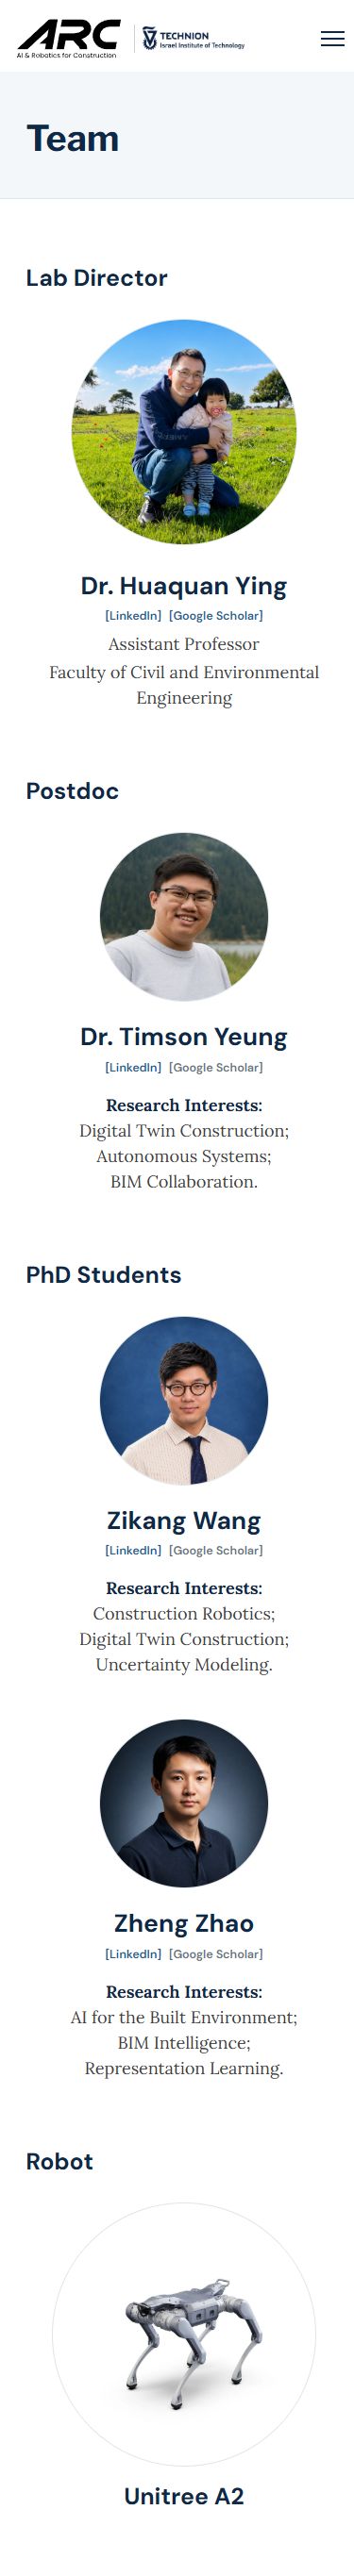 ARC
AI & Robotics for Construction
TECHNION
Israel Institute of Technology
Team
Lab Director
Dr. Huaquan Ying
[LinkedIn] [Google Scholar]
Assistant Professor
Faculty of Civil and Environmental
Engineering
Postdoc
Dr. Timson Yeung
[LinkedIn] [Google Scholar]
Research Interests:
Digital Twin Construction;
Autonomous Systems;
BIM Collaboration.
PhD Students
Zikang Wang
[LinkedIn] [Google Scholar]
Research Interests:
Construction Robotics;
Digital Twin Construction;
Uncertainty Modeling.
Zheng Zhao
[LinkedIn] [Google Scholar]
Research Interests:
AI for the Built Environment;
BIM Intelligence;
Representation Learning.
Robot
Unitree A2